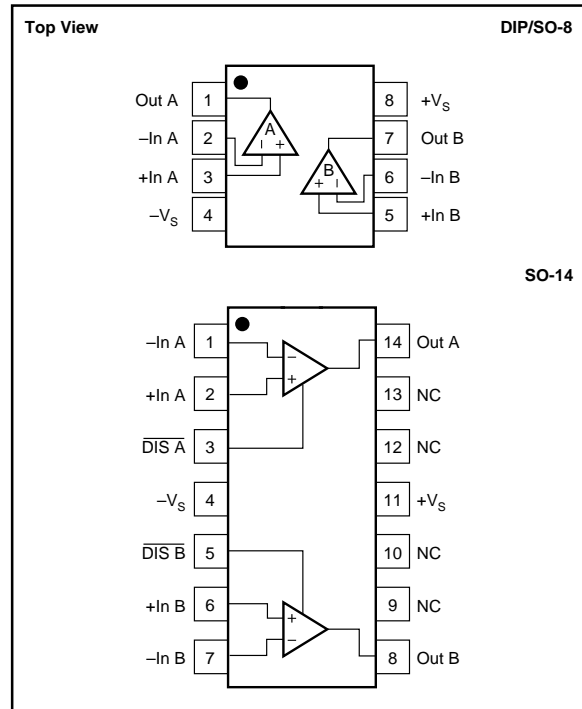 Top View DIP/SO-8
Out A 1 8 +VS
–In A 2 A 7 Out B
– +
+In A 3 B 6 –In B
+ –
–VS 4 5 +In B
SO-14
–In A 1 – 14 Out A
+In A 2 + 13 NC
DIS A 3 12 NC
–VS 4 11 +VS
DIS B 5 10 NC
+In B 6 + 9 NC
–In B 7 – 8 Out B